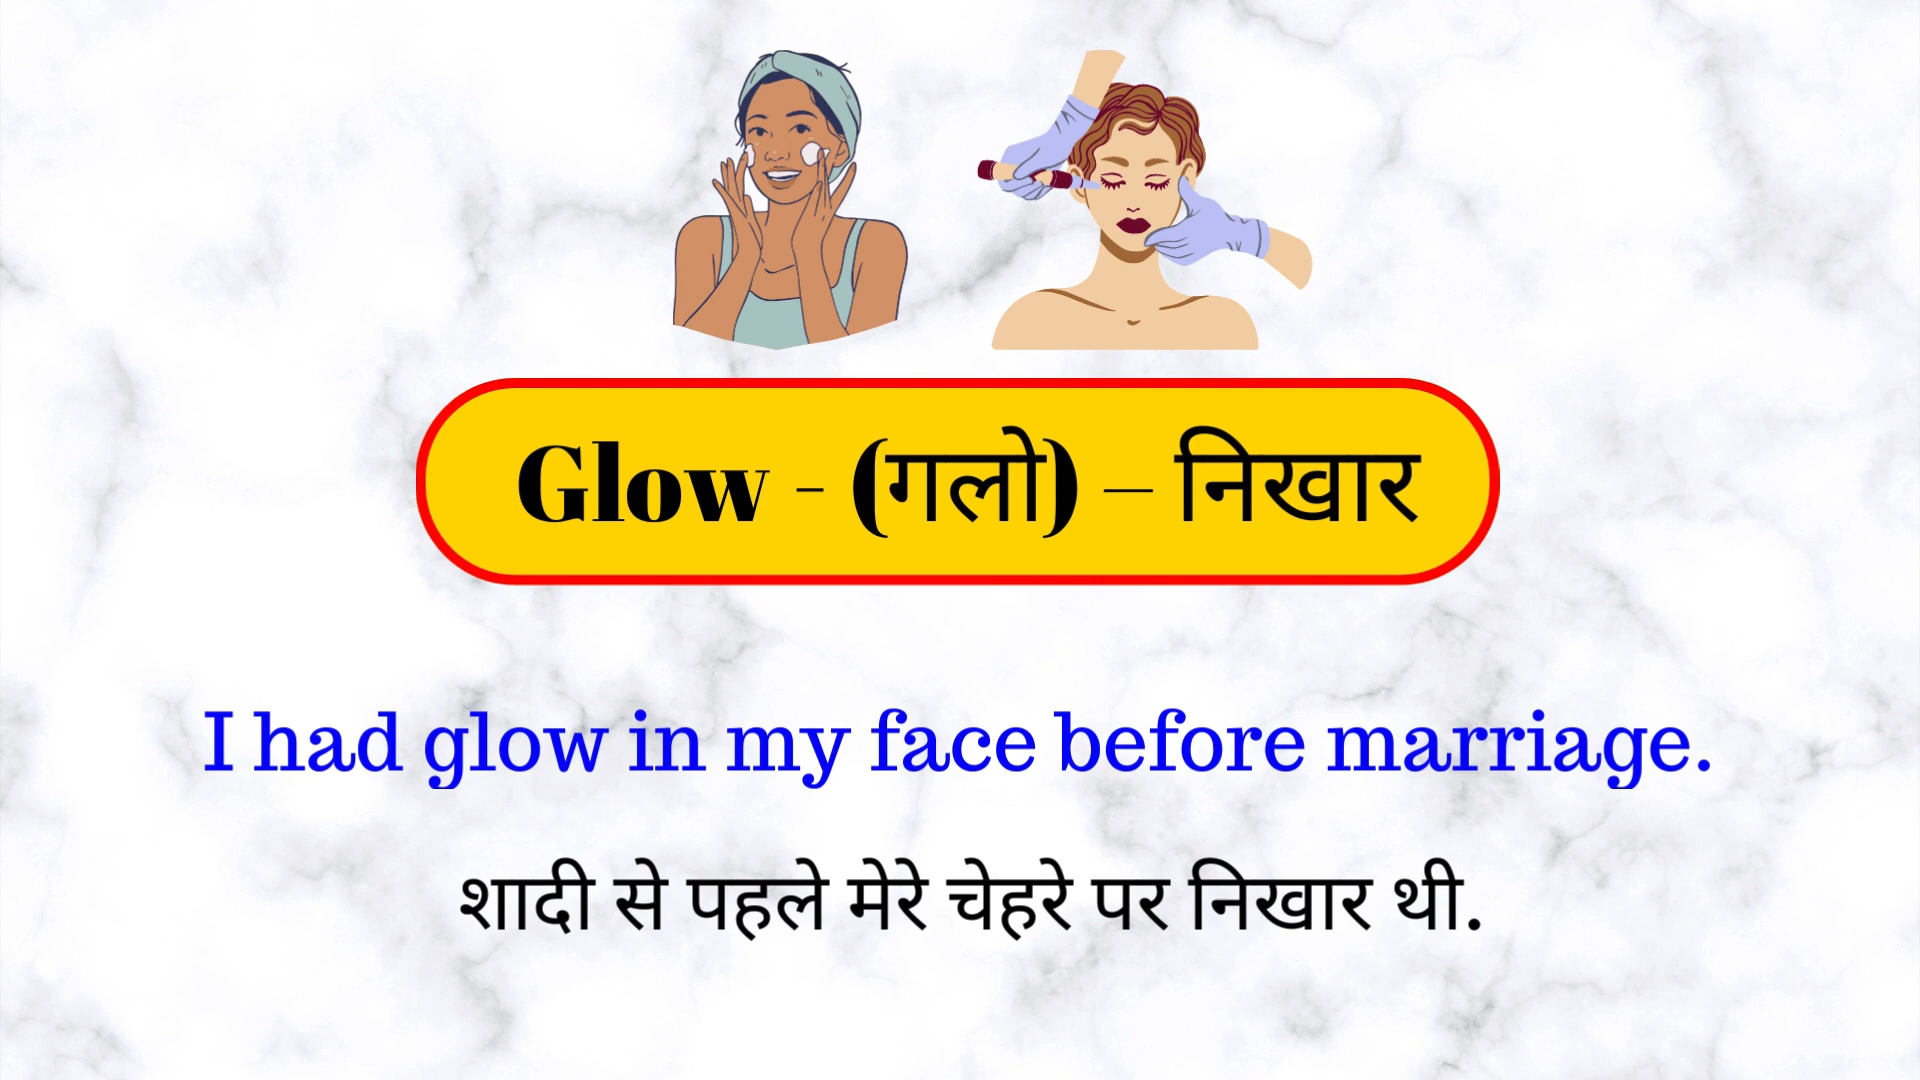 Glow - (गलो) – निखार
I had glow in my face before marriage.
शादी से पहले मेरे चेहरे पर निखार थी.